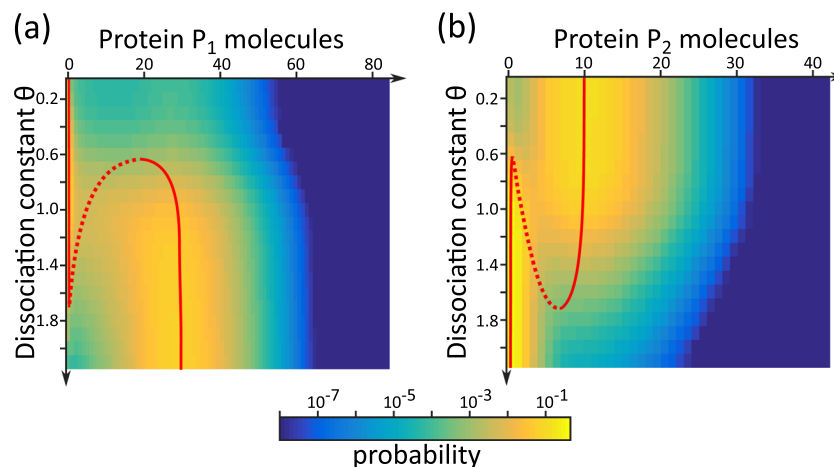 (a)
Protein P1 molecules
0 20 40 60 80
Dissociation constant θ
0.2
0.6
1.0
1.4
1.8
(b)
Protein P2 molecules
0 10 20 30 40
Dissociation constant θ
0.2
0.6
1.0
1.4
1.8
10^-7 10^-5 10^-3 10^-1
probability